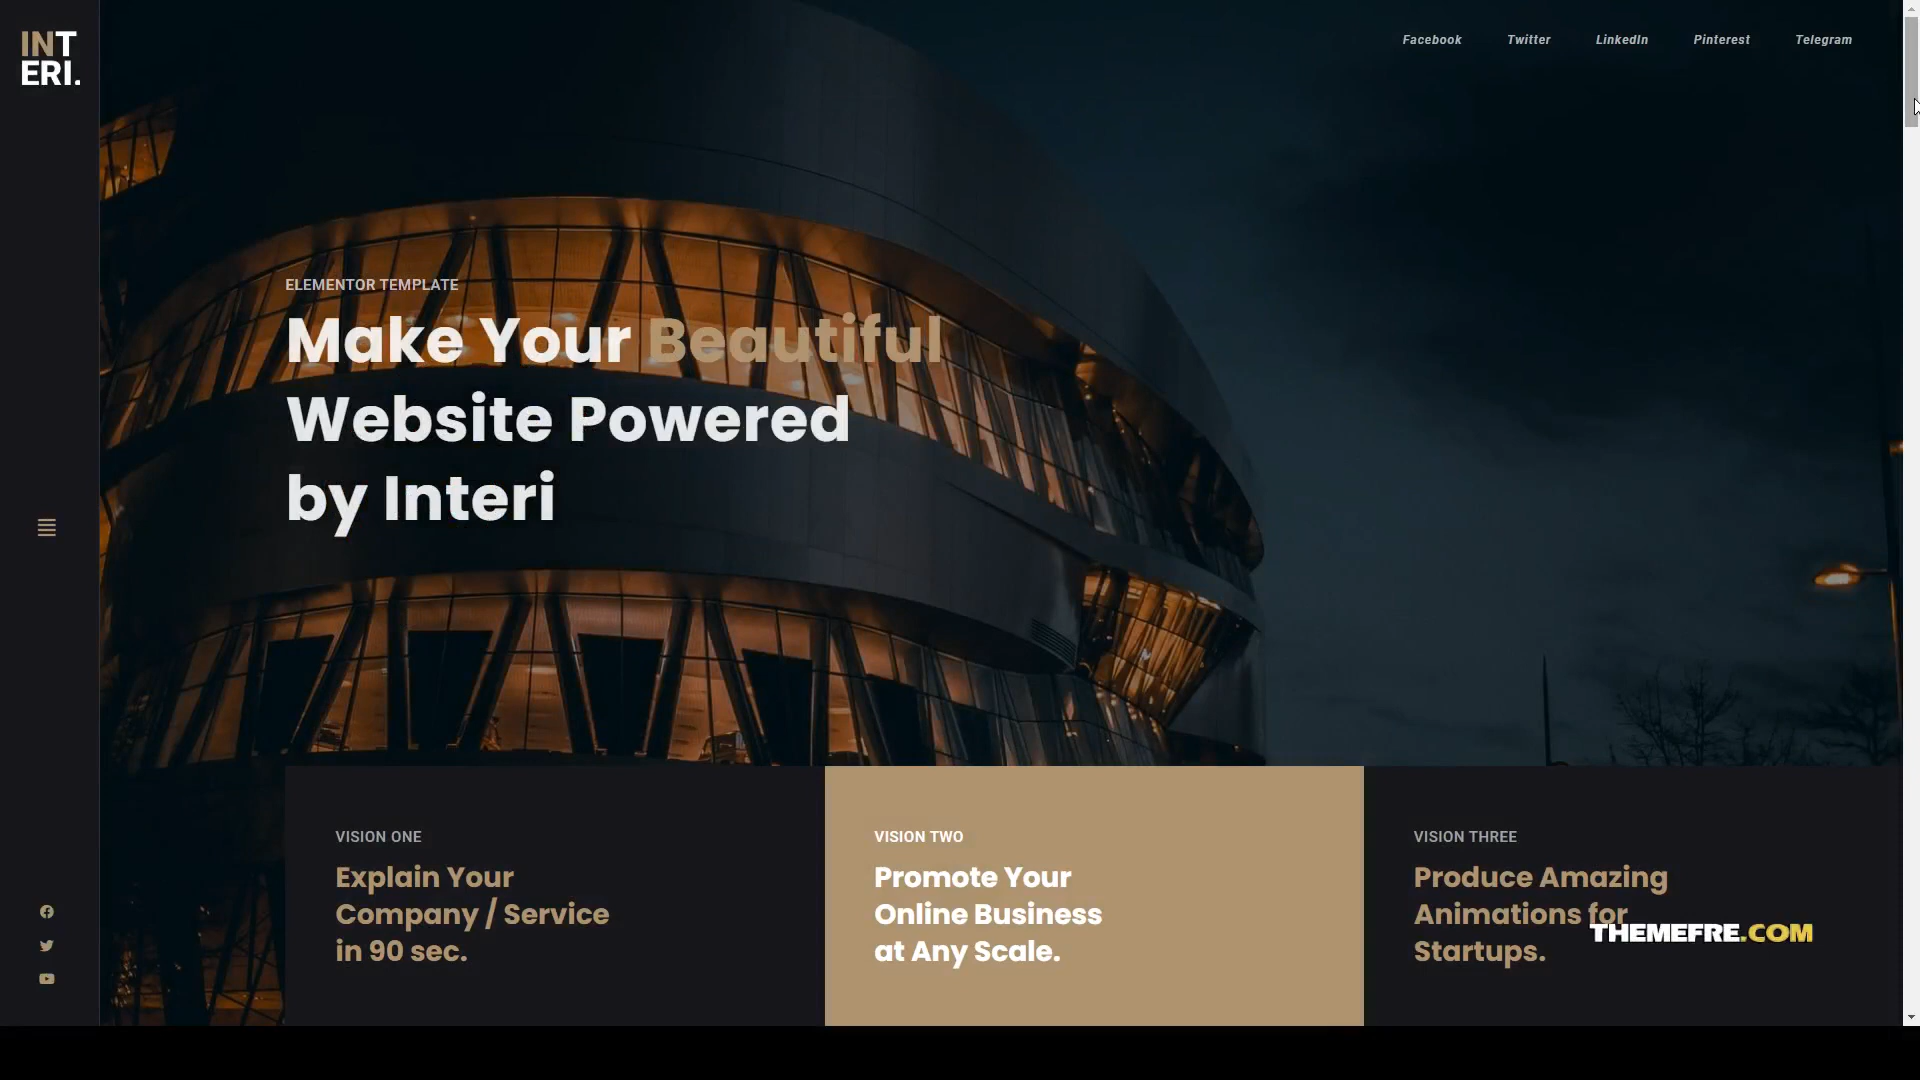 INT
ERI.
Facebook
Twitter
LinkedIn
Pinterest
Telegram
ELEMENTOR TEMPLATE
Make Your Beautiful
Website Powered
by Interi
VISION ONE
Explain Your
Company / Service
in 90 sec.
VISION TWO
Promote Your
Online Business
at Any Scale.
VISION THREE
Produce Amazing
Animations for
Startups.
THEMEFRE.COM